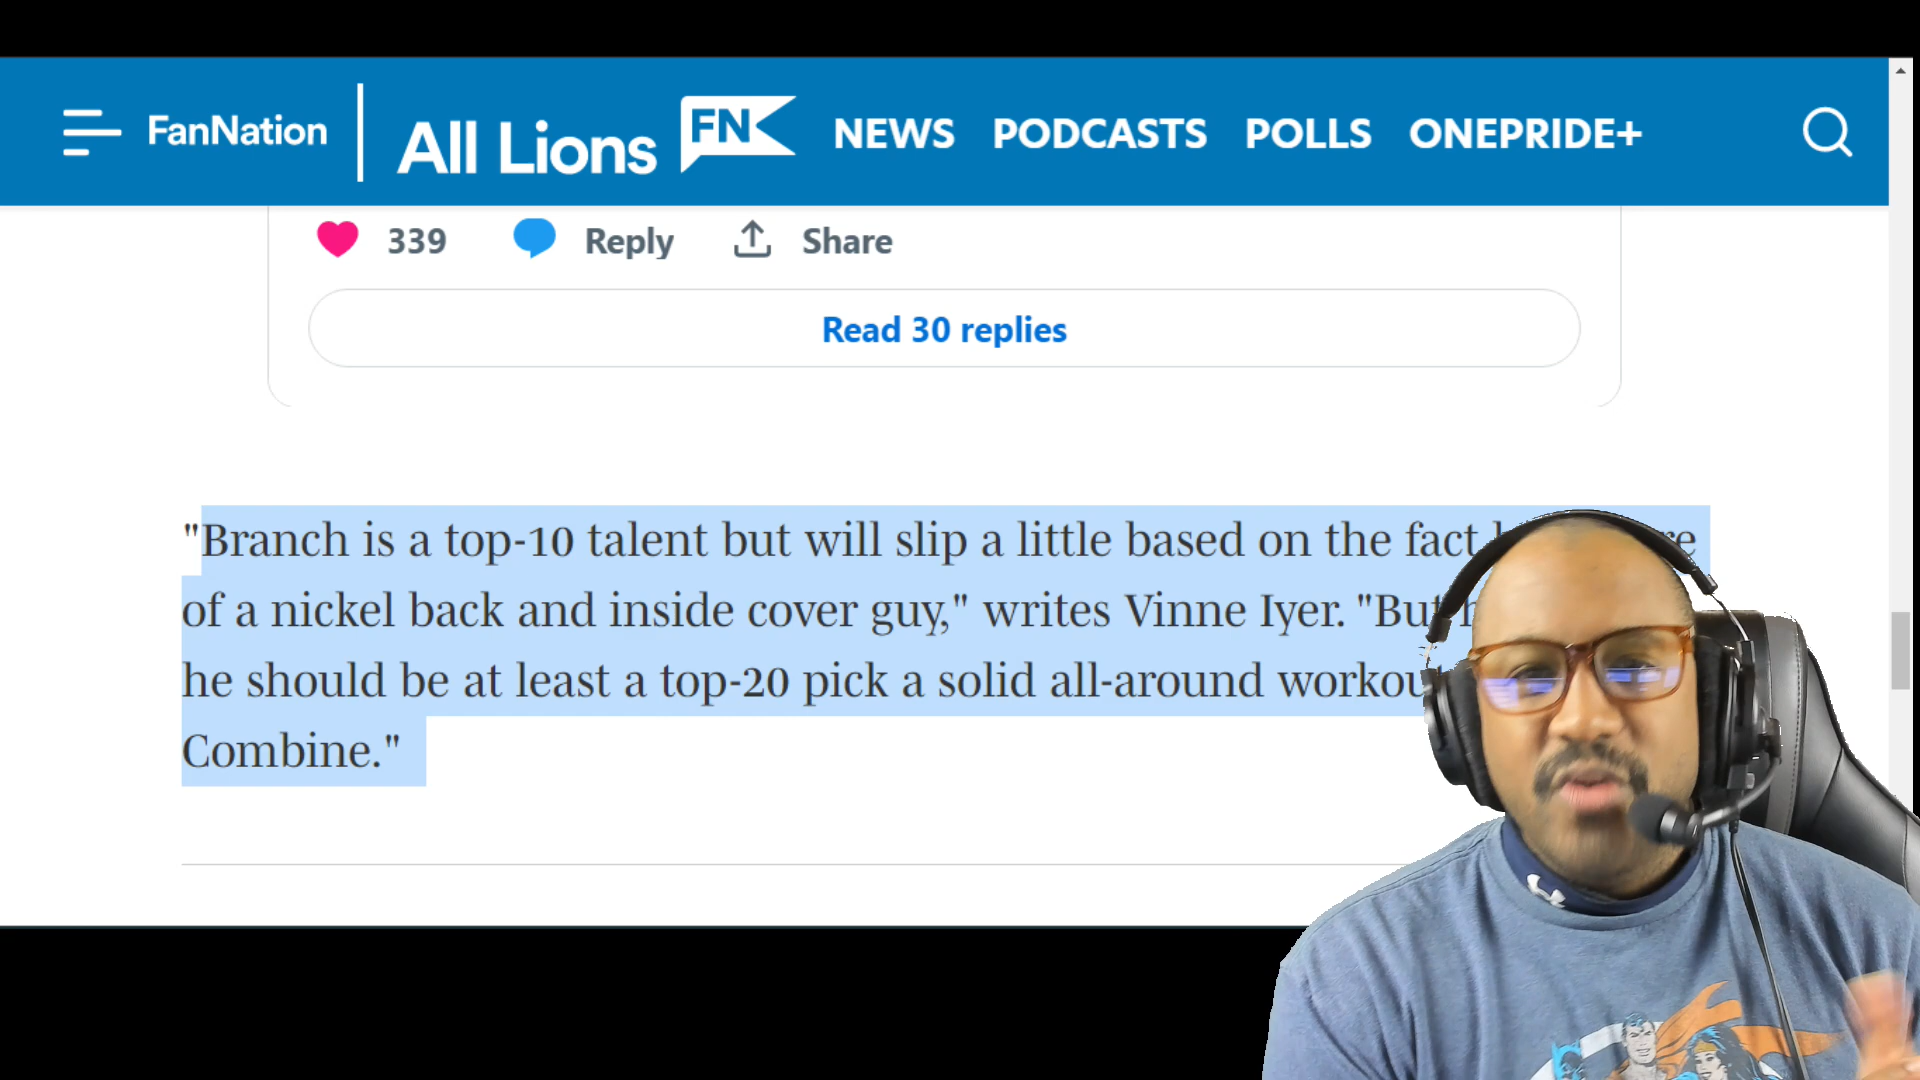 FanNation All Lions FN NEWS PODCASTS POLLS ONEPRIDE+
339 Reply Share
Read 30 replies
"Branch is a top-10 talent but will slip a little based on the fact
of a nickel back and inside cover guy," writes Vinne Iyer. "But
he should be at least a top-20 pick a solid all-around
Combine."